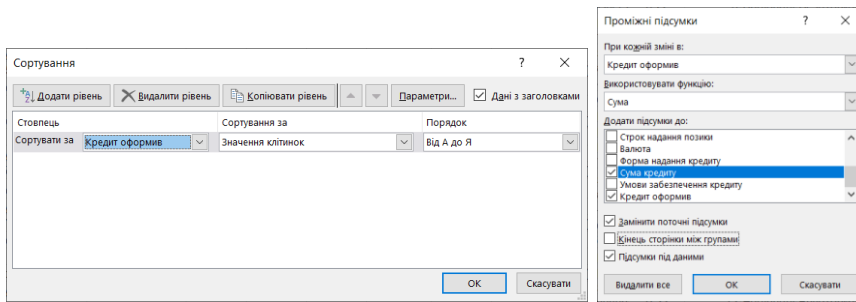 Сортування ? ×
Додати рівень Видалити рівень Копіювати рівень Параметри... Дані з заголовками
Стовпець Сортування за Порядок
Сортувати за Кредит оформив Значення клітинок Від А до Я
ОК Скасувати
Проміжні підсумки ? ×
При кожній зміні в:
Кредит оформив
Використовувати функцію:
Сума
Додати підсумки до:
Строк надання позики
Валюта
Форма надання кредиту
Сума кредиту
Умови забезпечення кредиту
Кредит оформив
Замінити поточні підсумки
Кінець сторінки між групами
Підсумки під даними
Видалити все ОК Скасувати